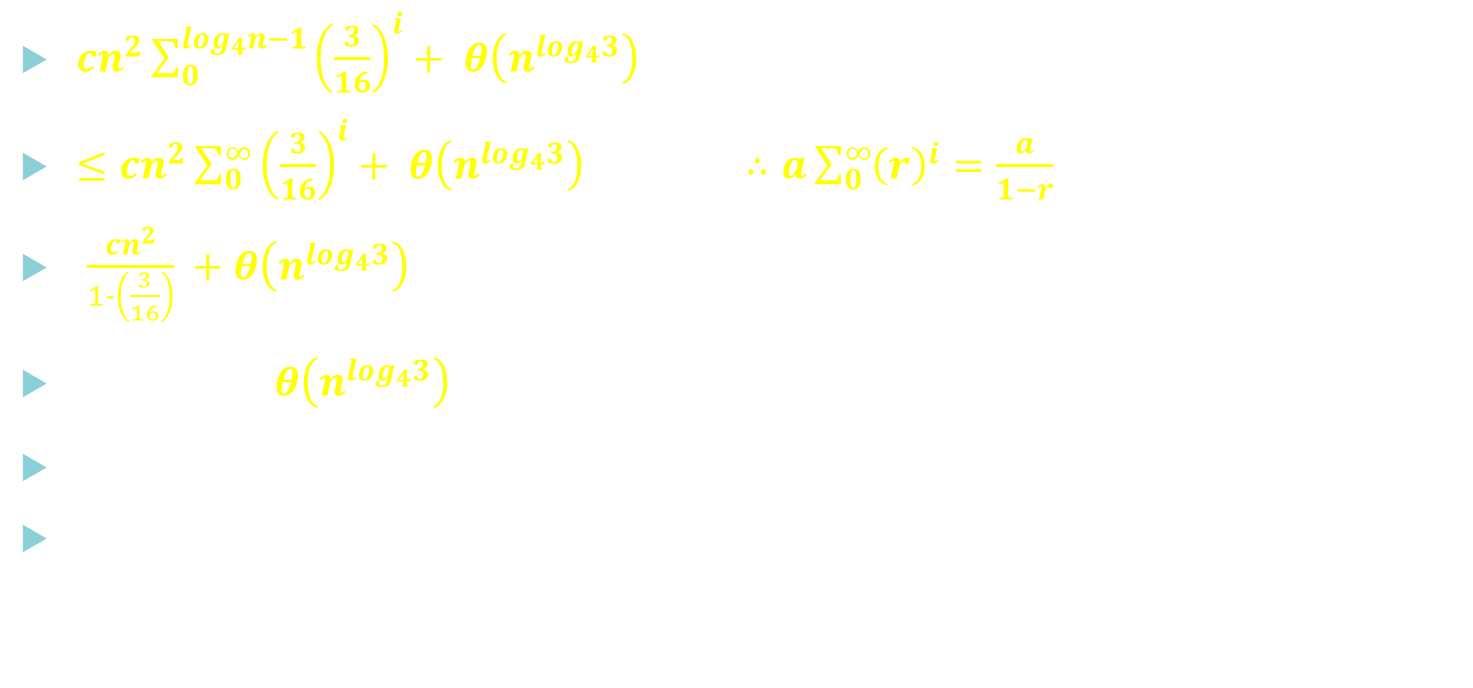 ▶ cn² ∑₀^(log₄n−1) (3/16)^i + θ(n^(log₄3))
▶ ≤ cn² ∑₀^∞ (3/16)^i + θ(n^(log₄3)) ∴ a ∑₀^∞ (r)^i = a/(1−r)
▶ cn²/(1-(3/16)) + θ(n^(log₄3))
▶ θ(n^(log₄3))
▶
▶